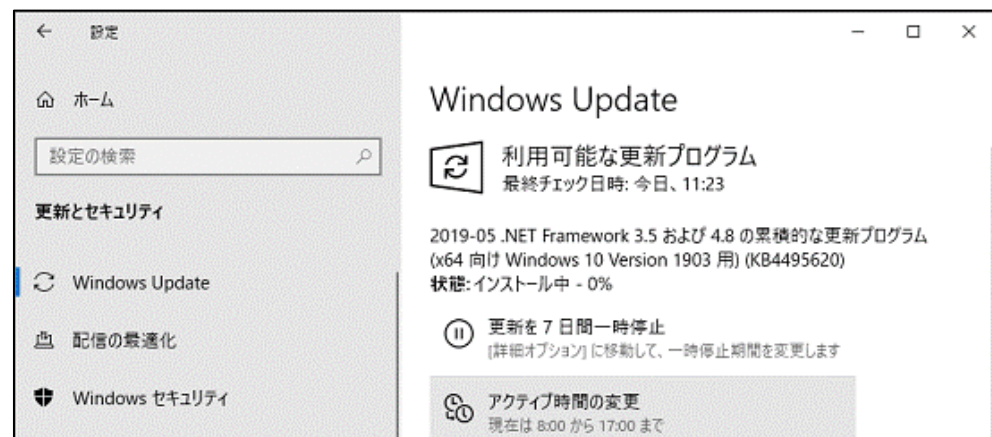 設定
ホーム
設定の検索
更新とセキュリティ
Windows Update
配信の最適化
Windows セキュリティ
Windows Update
利用可能な更新プログラム
最終チェック日時: 今日、11:23
2019-05 .NET Framework 3.5 および 4.8 の累積的な更新プログラム
(x64 向け Windows 10 Version 1903 用) (KB4495620)
状態: インストール中 - 0%
更新を 7 日間一時停止
[詳細オプション] に移動して、一時停止期間を変更します
アクティブ時間の変更
現在は 8:00 から 17:00 まで